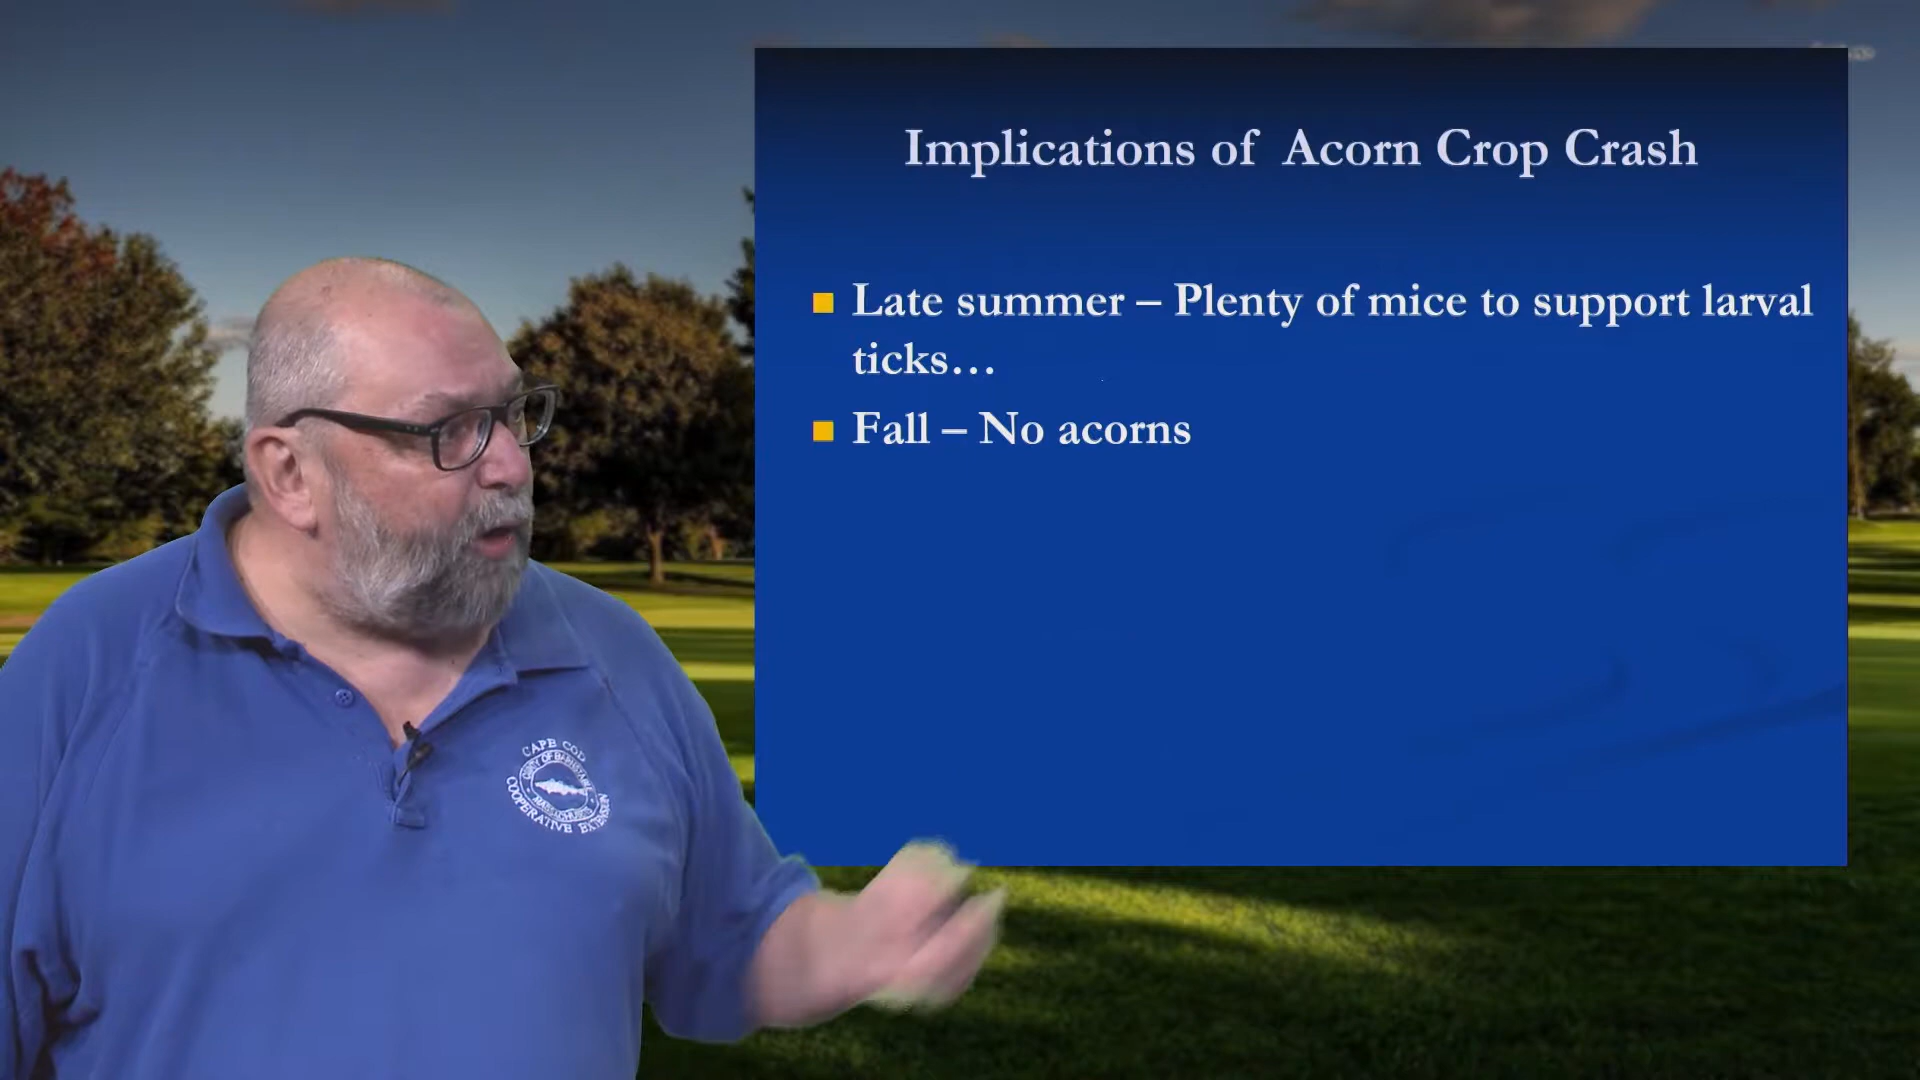 Implications of Acorn Crop Crash
Late summer – Plenty of mice to support larval
ticks…
Fall – No acorns
CAPE COD
COOPERATIVE EXTENSION